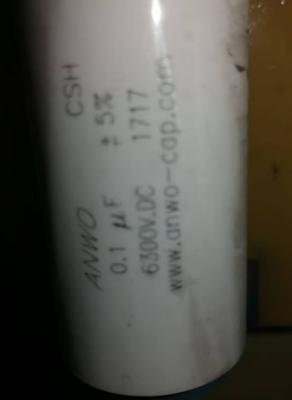 ANWO CSH
0.1 µF ± 5%
6300V.DC 1717
www.anwo-cap.com